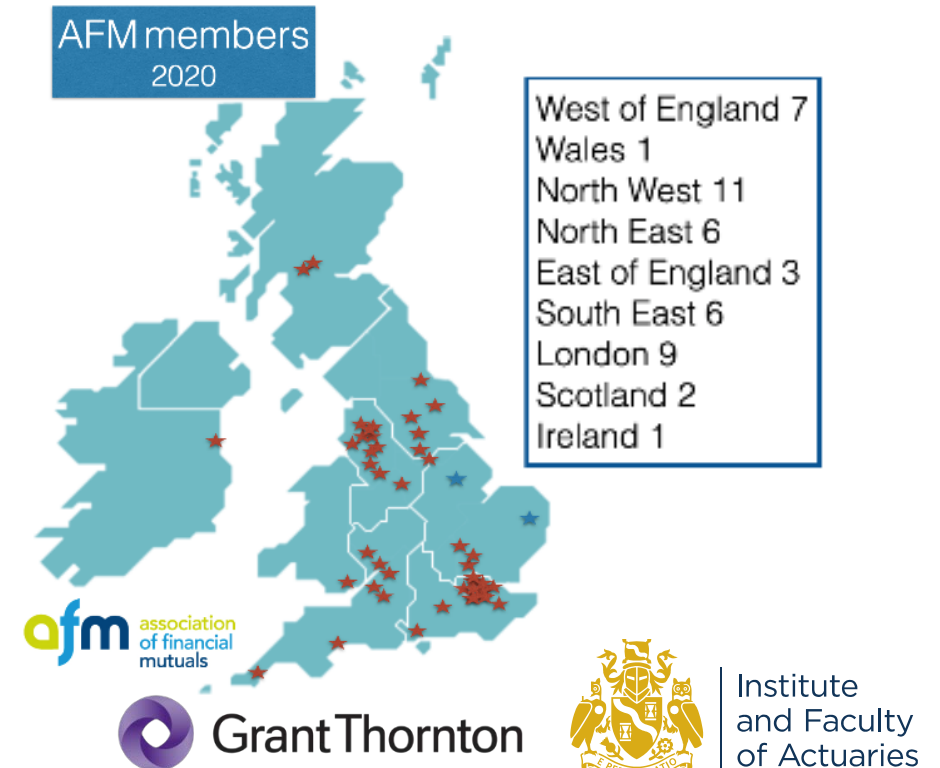 AFM members
2020
West of England 7
Wales 1
North West 11
North East 6
East of England 3
South East 6
London 9
Scotland 2
Ireland 1
afm association
of financial
mutuals
Grant Thornton
Institute
and Faculty
of Actuaries